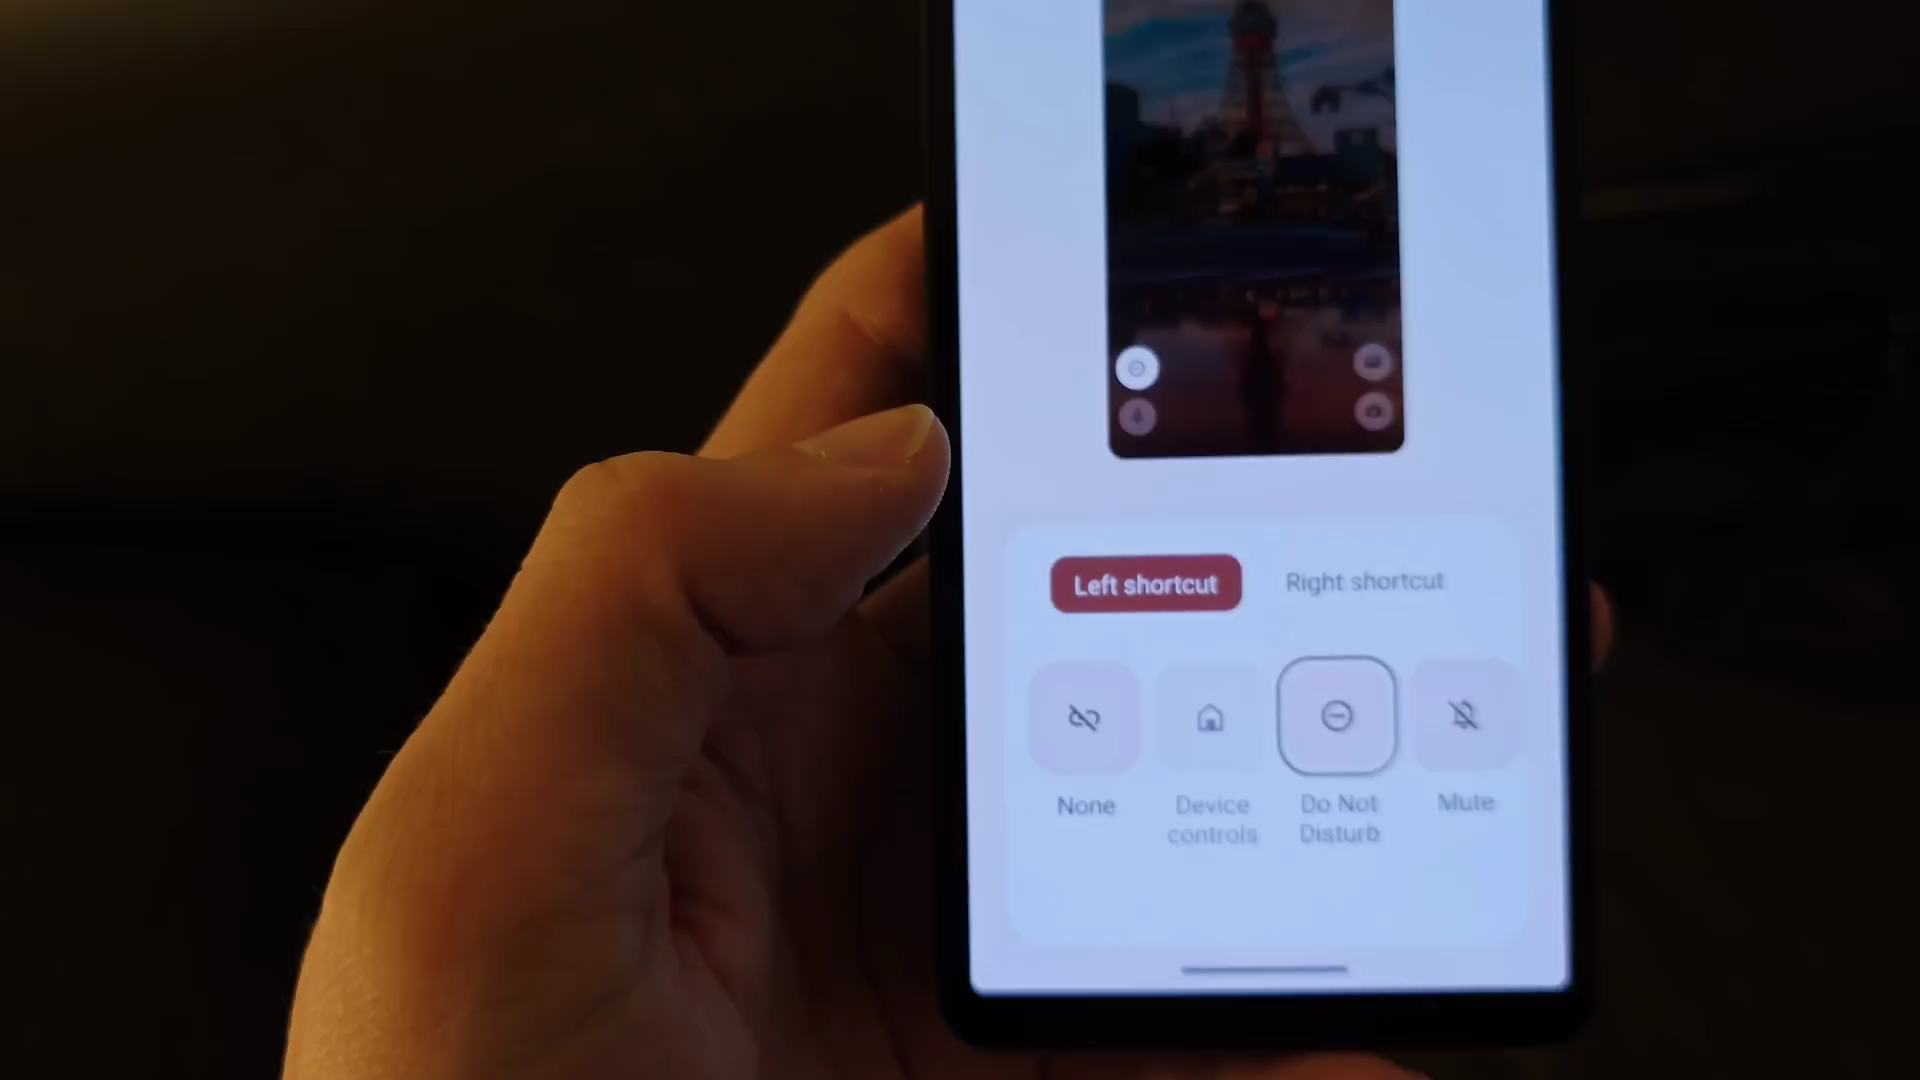 Left shortcut
Right shortcut
None
Device
controls
Do Not
Disturb
Mute